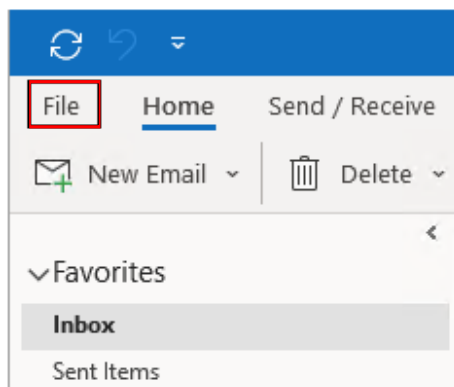 File Home Send / Receive
New Email Delete
Favorites
Inbox
Sent Items